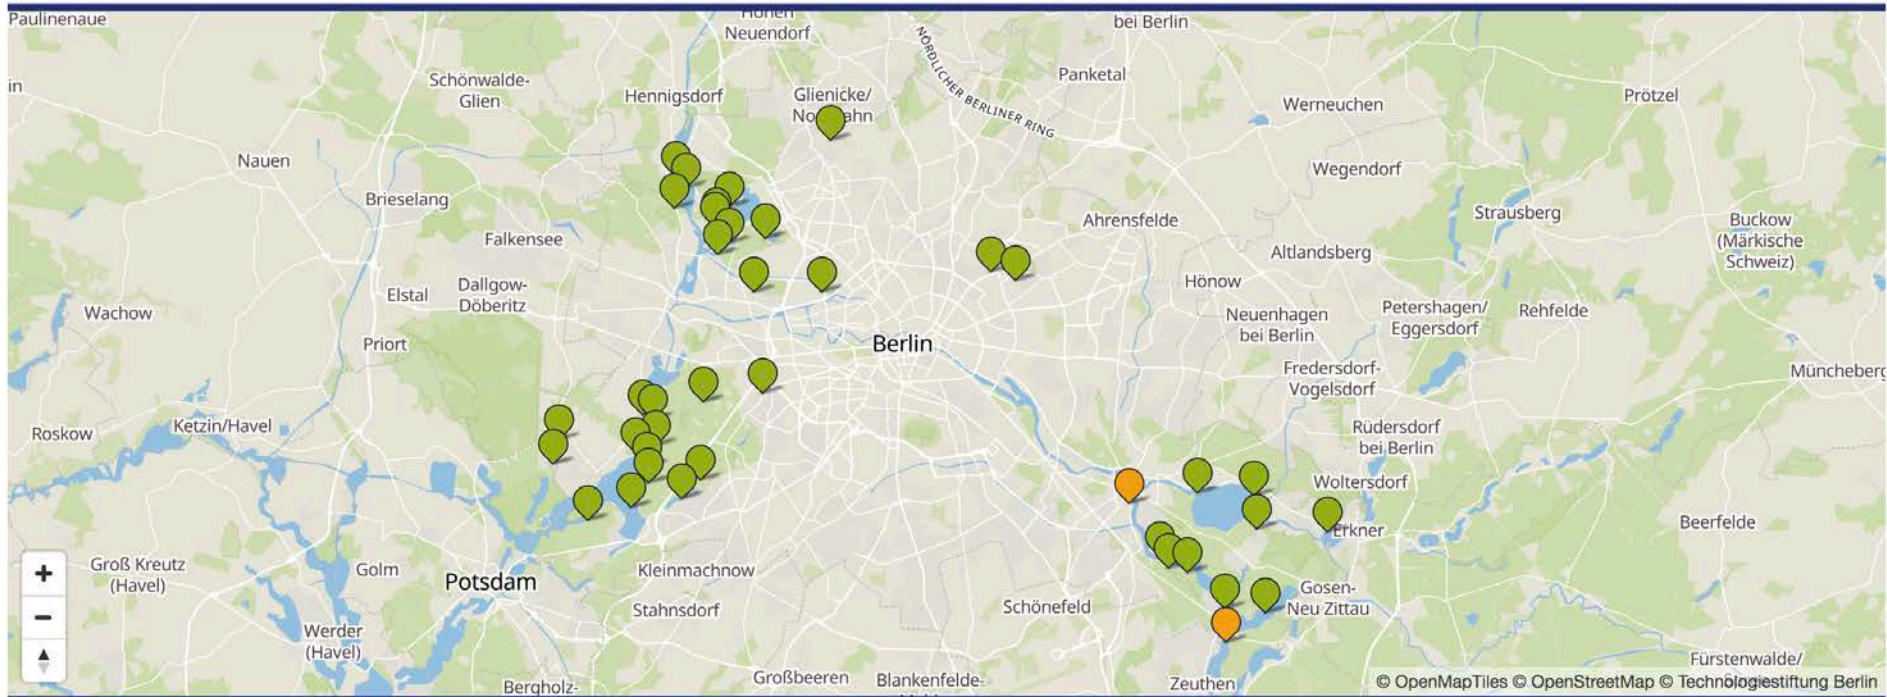 Paulinenaue
Hohen
Neuendorf
bei Berlin
NÖRDLICHER BERLINER RING
in
Schönwalde-
Glien
Hennigsdorf
Glienicke/
Panketal
Werneuchen
Prötzel
Nauen
Brieselang
Wegendorf
Falkensee
Ahrensfelde
Strausberg
Buckow
(Märkische
Schweiz)
Altlandsberg
Elstal
Dallgow-
Döberitz
Hönow
Wachow
Neuenhagen
bei Berlin
Petershagen/
Eggersdorf
Rehfelde
Priort
Berlin
Fredersdorf-
Vogelsdorf
Müncheberg
Roskow
Ketzin/Havel
Rüdersdorf
bei Berlin
Woltersdorf
Erkner
Beerfelde
Groß Kreutz
(Havel)
Golm
Potsdam
Kleinmachnow
Stahnsdorf
Schönefeld
Gosen-
Neu Zittau
Werder
(Havel)
Bergholz-
Großbeeren
Blankenfelde-
Zeuthen
Fürstenwalde/
© OpenMapTiles © OpenStreetMap © Technologiestiftung Berlin